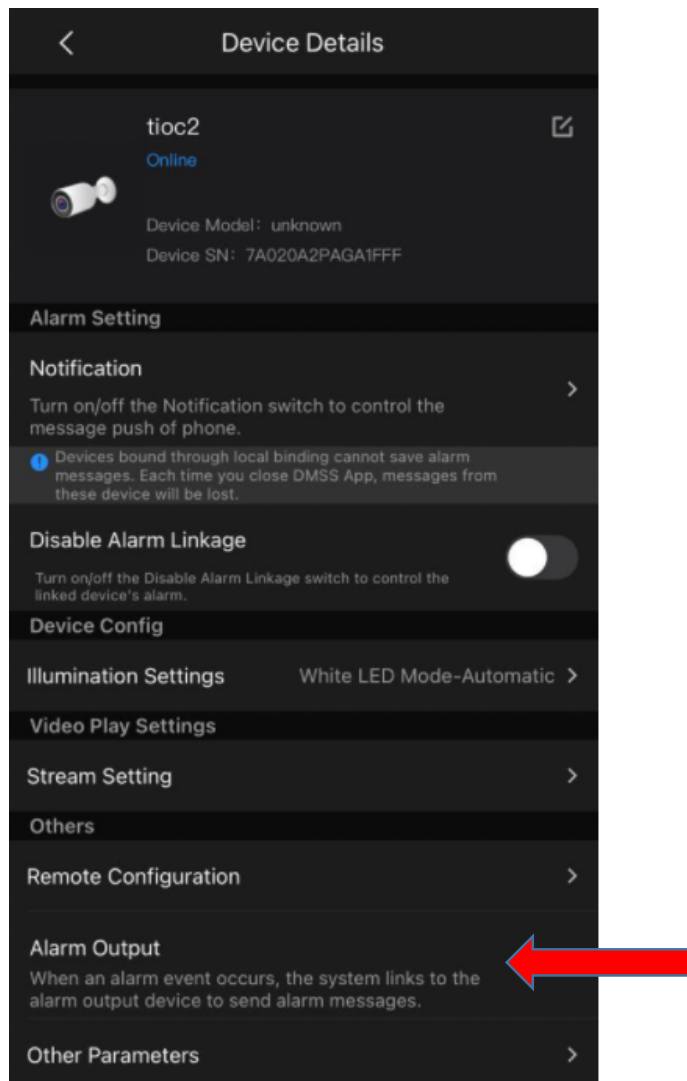 Device Details
tioc2
Online
Device Model: unknown
Device SN: 7A020A2PAGA1FFF
Alarm Setting
Notification
Turn on/off the Notification switch to control the
message push of phone.
Devices bound through local binding cannot save alarm
messages. Each time you close DMSS App, messages from
these device will be lost.
Disable Alarm Linkage
Turn on/off the Disable Alarm Linkage switch to control the
linked device's alarm.
Device Config
Illumination Settings White LED Mode-Automatic
Video Play Settings
Stream Setting
Others
Remote Configuration
Alarm Output
When an alarm event occurs, the system links to the
alarm output device to send alarm messages.
Other Parameters